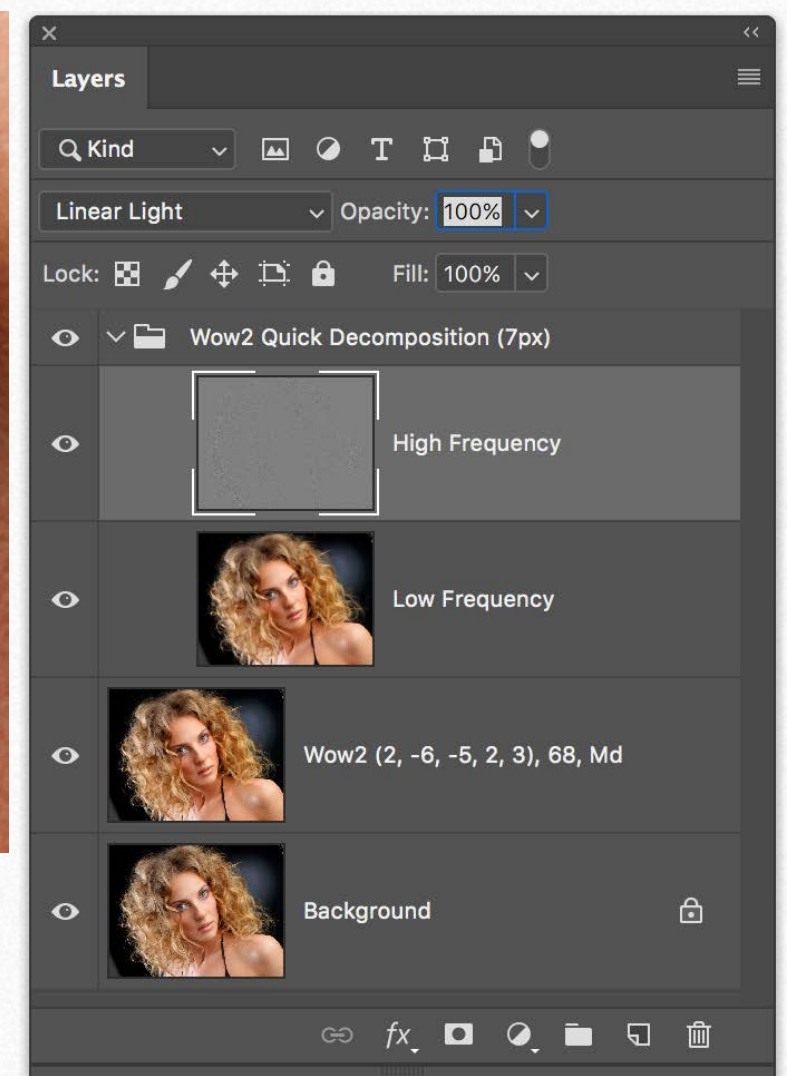 Layers
Kind
Linear Light Opacity: 100%
Lock: Fill: 100%
Wow2 Quick Decomposition (7px)
High Frequency
Low Frequency
Wow2 (2, -6, -5, 2, 3), 68, Md
Background
fx